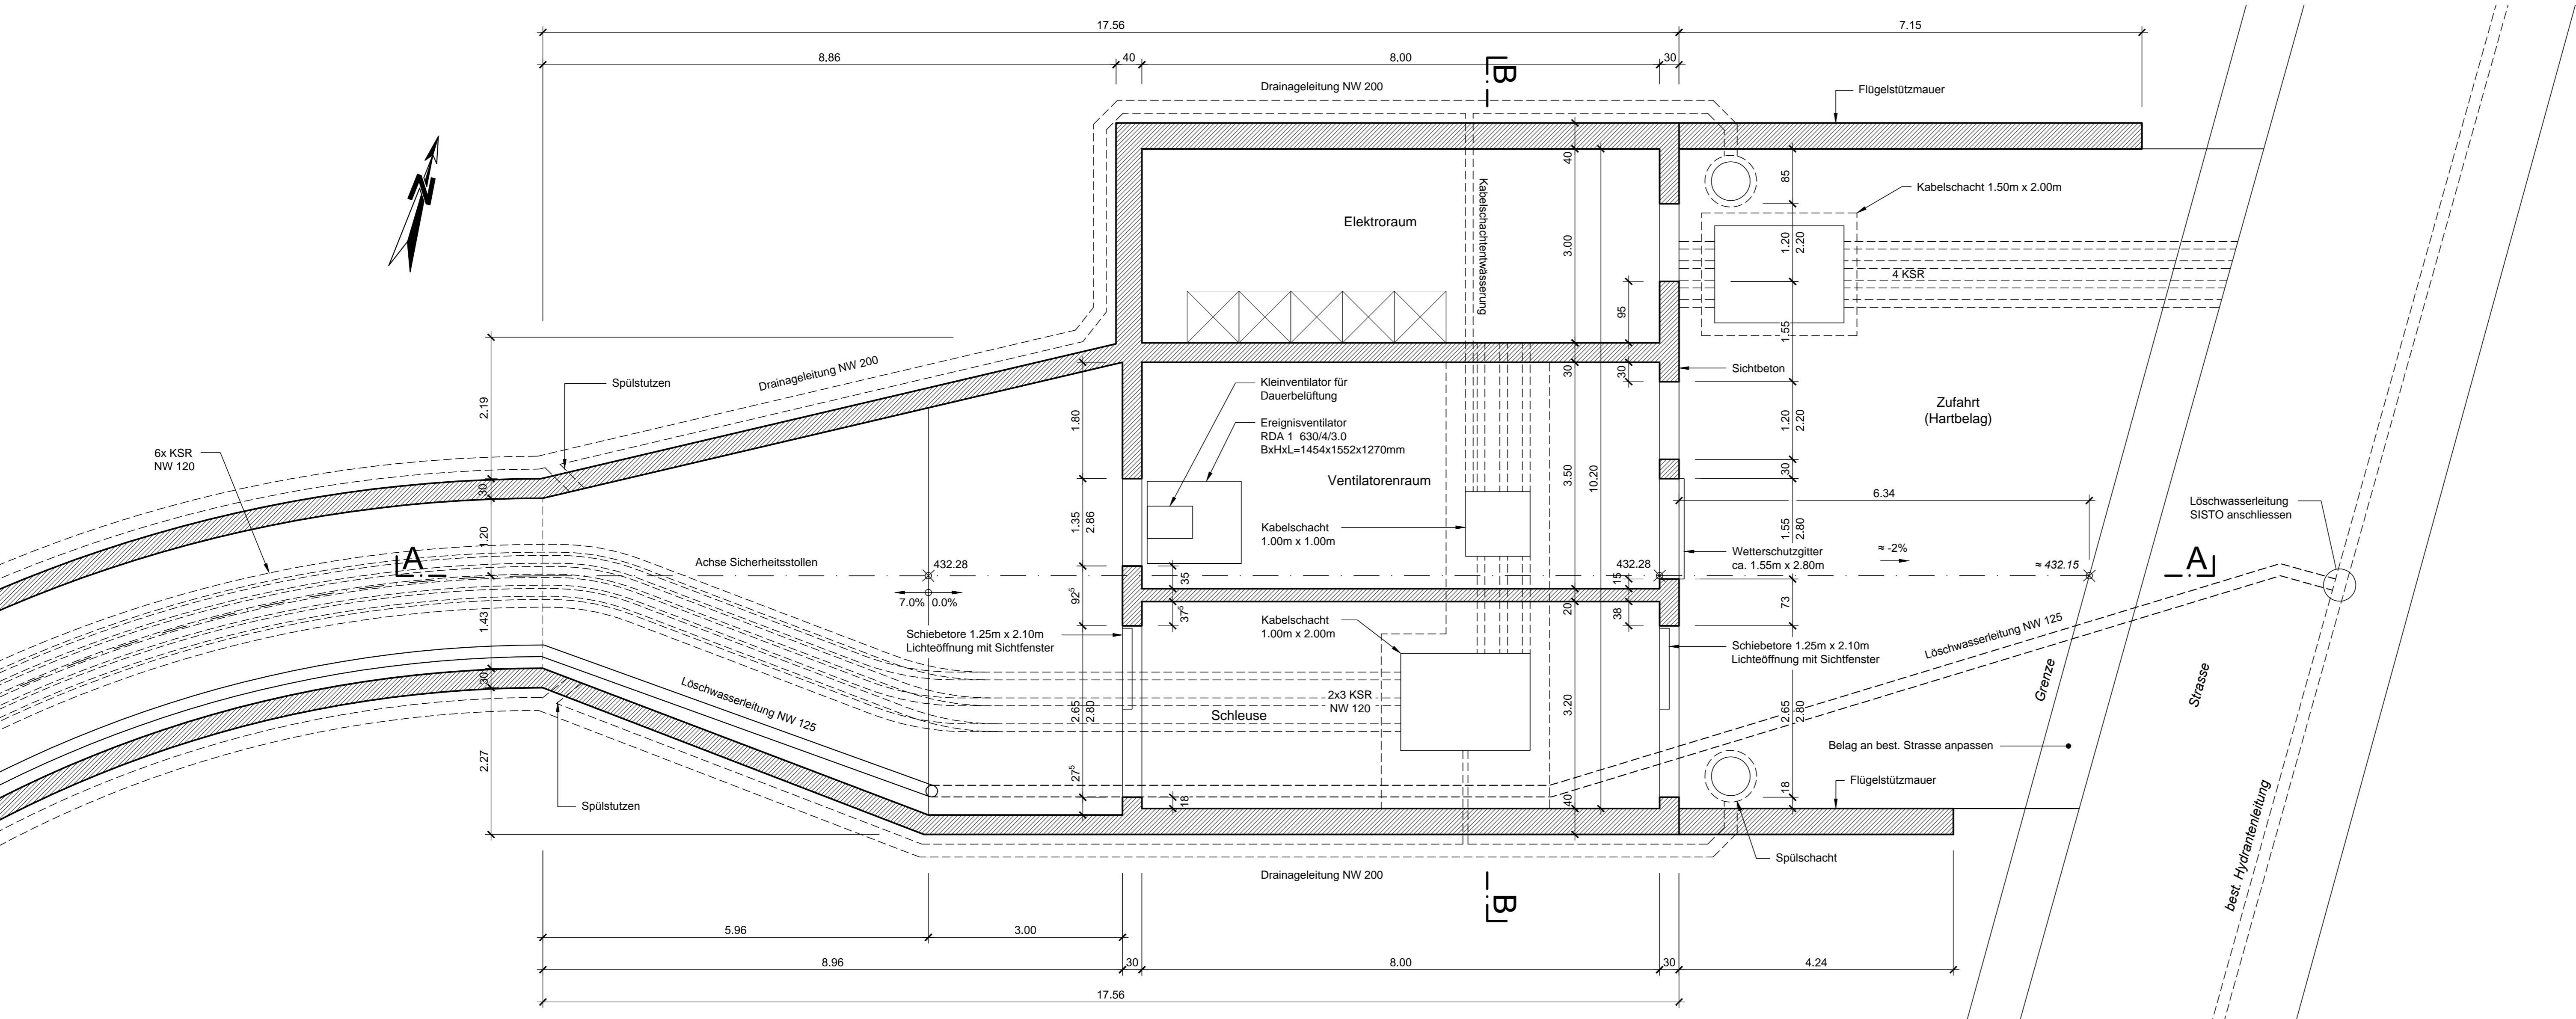 17.56
7.15
8.86
40
8.00
30
B
Drainageleitung NW 200
Flügelstützmauer
N
40
85
Kabelschachtentwässerung
Kabelschacht 1.50m x 2.00m
Elektroraum
3.00
1.20
2.20
4 KSR
95
1.55
Drainageleitung NW 200
Spülstutzen
2.19
1.80
Kleinventilator für
Dauerbelüftung
30
30
Sichtbeton
Zufahrt
(Hartbelag)
1.20
2.20
Ereignisventilator
RDA 1 630/4/3.0
BxHxL=1454x1552x1270mm
6x KSR
NW 120
30
Ventilatorenraum
3.50
10.20
30
6.34
Löschwasserleitung
SISTO anschliessen
1.20
1.35
2.86
Kabelschacht
1.00m x 1.00m
1.55
2.80
Wetterschutzgitter
ca. 1.55m x 2.80m
≈ -2%
A
Achse Sicherheitsstollen
432.28
432.28
≈ 432.15
A
35
15
7.0%
0.0%
92⁵
37⁵
20
38
73
1.43
Schiebetore 1.25m x 2.10m
Lichteöffnung mit Sichtfenster
Kabelschacht
1.00m x 2.00m
Schiebetore 1.25m x 2.10m
Lichteöffnung mit Sichtfenster
Löschwasserleitung NW 125
30
Löschwasserleitung NW 125
2.65
2.80
2x3 KSR
NW 120
Schleuse
3.20
2.65
2.80
Grenze
Strasse
2.27
Belag an best. Strasse anpassen
27⁵
18
40
18
Flügelstützmauer
Spülstutzen
Spülschacht
best. Hydrantenleitung
Drainageleitung NW 200
B
5.96
3.00
8.96
30
8.00
30
4.24
17.56